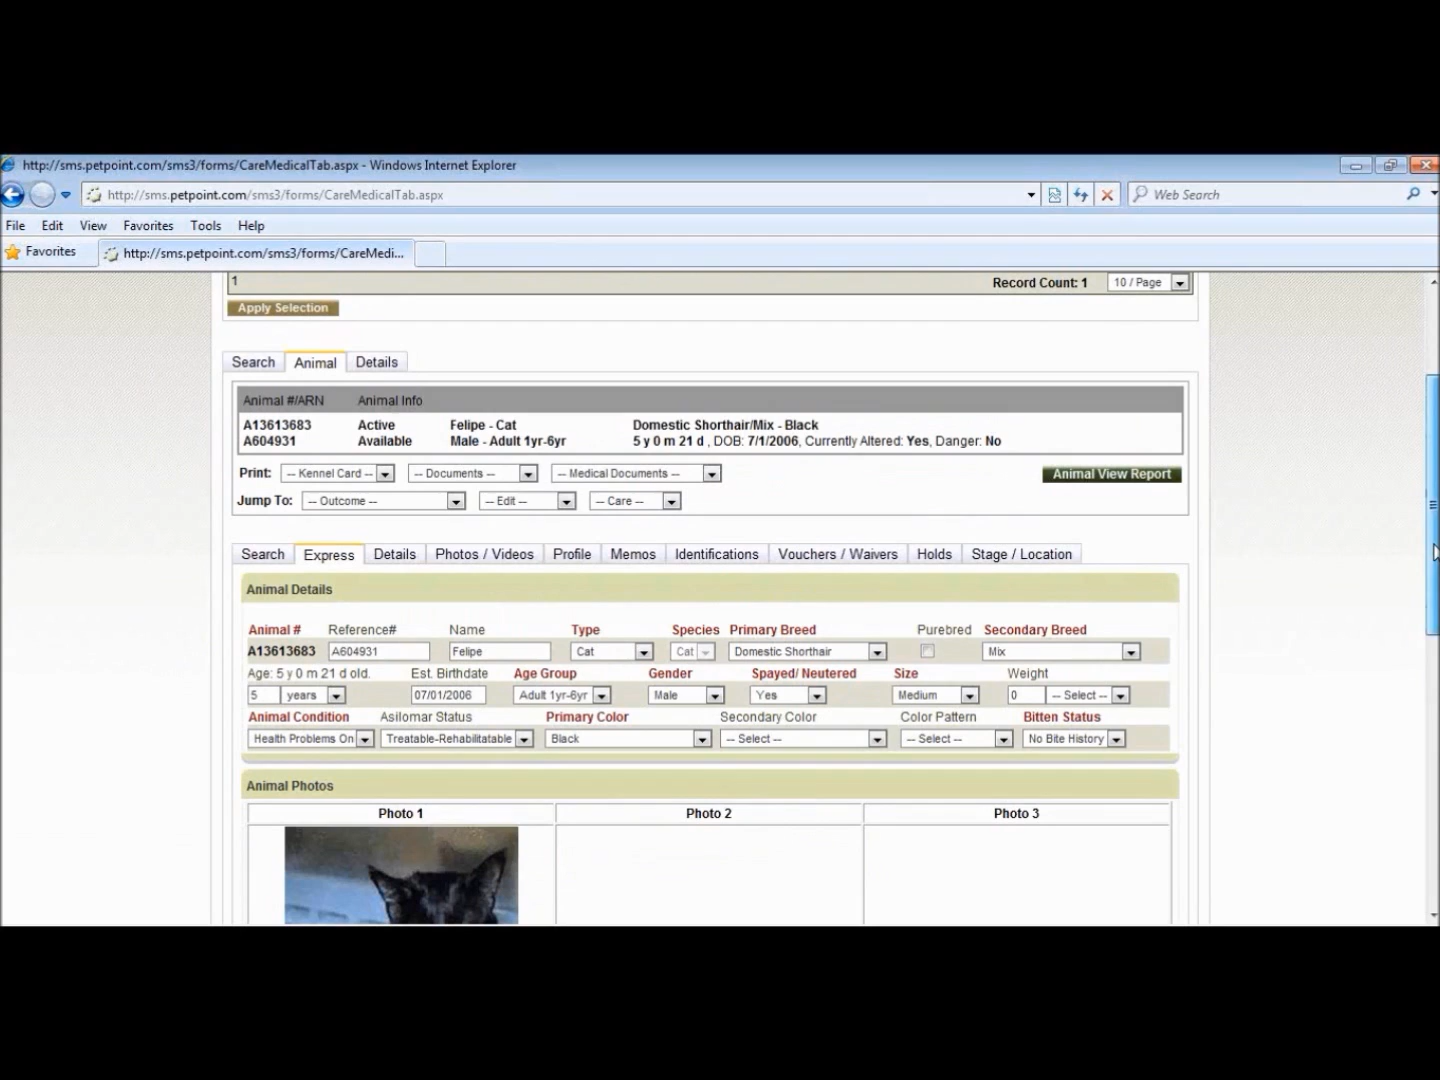 http://sms.petpoint.com/sms3/forms/CareMedicalTab.aspx - Windows Internet Explorer
http://sms.petpoint.com/sms3/forms/CareMedicalTab.aspx Web Search
File Edit View Favorites Tools Help
Favorites http://sms.petpoint.com/sms3/forms/CareMedi...
1 Record Count: 1 10 / Page
Apply Selection
Search Animal Details
Animal #/ARN Animal Info
A13613683 Active Felipe - Cat Domestic Shorthair/Mix - Black
A604931 Available Male - Adult 1yr-6yr 5 y 0 m 21 d , DOB: 7/1/2006, Currently Altered: Yes, Danger: No
Print: -- Kennel Card -- -- Documents -- -- Medical Documents -- Animal View Report
Jump To: -- Outcome -- -- Edit -- -- Care --
Search Express Details Photos / Videos Profile Memos Identifications Vouchers / Waivers Holds Stage / Location
Animal Details
Animal # Reference# Name Type Species Primary Breed Purebred Secondary Breed
A13613683 A604931 Felipe Cat Cat Domestic Shorthair Mix
Age: 5 y 0 m 21 d old. Est. Birthdate Age Group Gender Spayed/ Neutered Size Weight
5 years 07/01/2006 Adult 1yr-6yr Male Yes Medium 0 -- Select --
Animal Condition Asilomar Status Primary Color Secondary Color Color Pattern Bitten Status
Health Problems On Treatable-Rehabilitatable Black -- Select -- -- Select -- No Bite History
Animal Photos
Photo 1 Photo 2 Photo 3